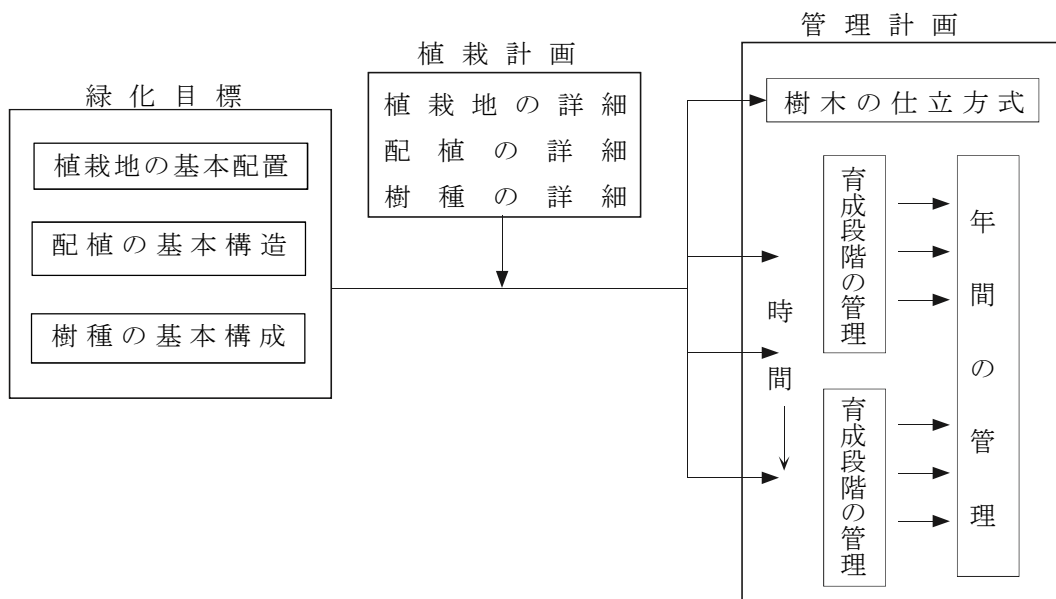 緑化目標
植栽地の基本配置
配植の基本構造
樹種の基本構成
植栽計画
植栽地の詳細
配植の詳細
樹種の詳細
管理計画
樹木の仕立方式
時間
育成段階の管理
育成段階の管理
年間の管理